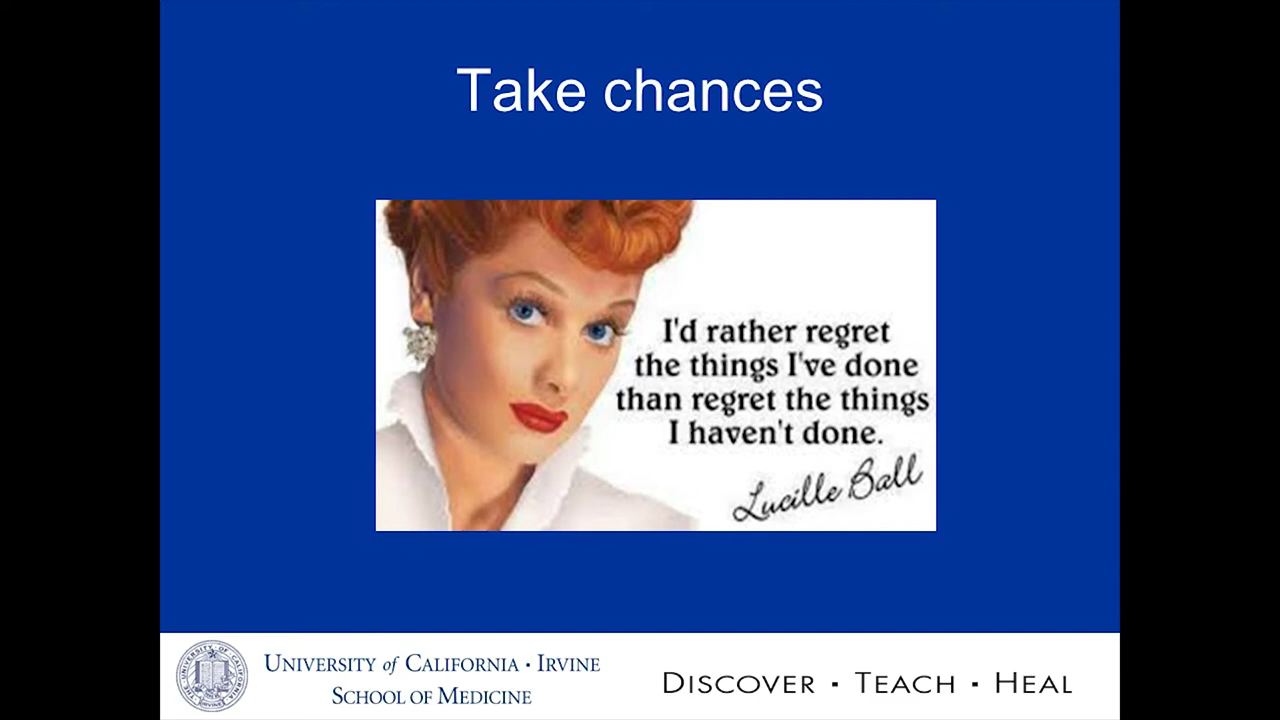 Take chances
I'd rather regret
the things I've done
than regret the things
I haven't done.
Lucille Ball
UNIVERSITY of CALIFORNIA • IRVINE
SCHOOL OF MEDICINE
DISCOVER ▪ TEACH ▪ HEAL